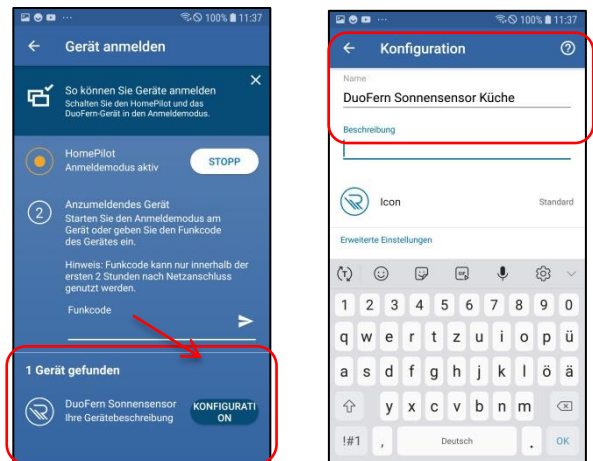 100% 11:37
Gerät anmelden
So können Sie Geräte anmelden
Schalten Sie den HomePilot und das
DuoFern-Gerät in den Anmeldemodus.
HomePilot
Anmeldemodus aktiv
STOPP
2
Anzumeldendes Gerät
Starten Sie den Anmeldemodus am
Gerät oder geben Sie den Funkcode
des Gerätes ein.
Hinweis: Funkcode kann nur innerhalb der
ersten 2 Stunden nach Netzanschluss
genutzt werden.
Funkcode
1 Gerät gefunden
DuoFern Sonnensensor
Ihre Gerätebeschreibung
KONFIGURATI
ON
100% 11:37
Konfiguration
Name
DuoFern Sonnensensor Küche
Beschreibung
Icon
Standard
Erweiterte Einstellungen
1 2 3 4 5 6 7 8 9 0
q w e r t z u i o p ü
a s d f g h j k l ö ä
y x c v b n m
!#1 , Deutsch . OK